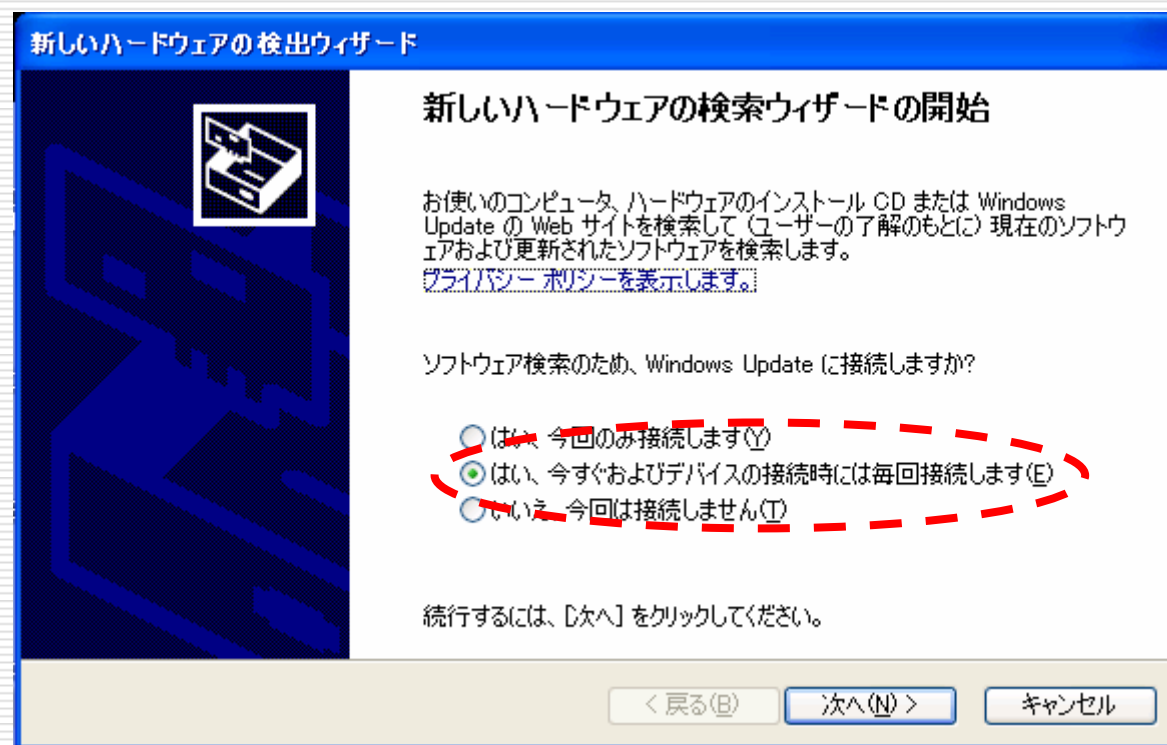 新しいハードウェアの検出ウィザード
新しいハードウェアの検索ウィザードの開始
お使いのコンピュータ、ハードウェアのインストール CD または Windows
Update の Web サイトを検索して (ユーザーの了解のもとに) 現在のソフトウ
ェアおよび更新されたソフトウェアを検索します。
プライバシー ポリシーを表示します。
ソフトウェア検索のため、Windows Update に接続しますか?
はい、今回のみ接続します(Y)
はい、今すぐおよびデバイスの接続時には毎回接続します(E)
いいえ、今回は接続しません(T)
続行するには、[次へ] をクリックしてください。
< 戻る(B) 次へ(N) > キャンセル